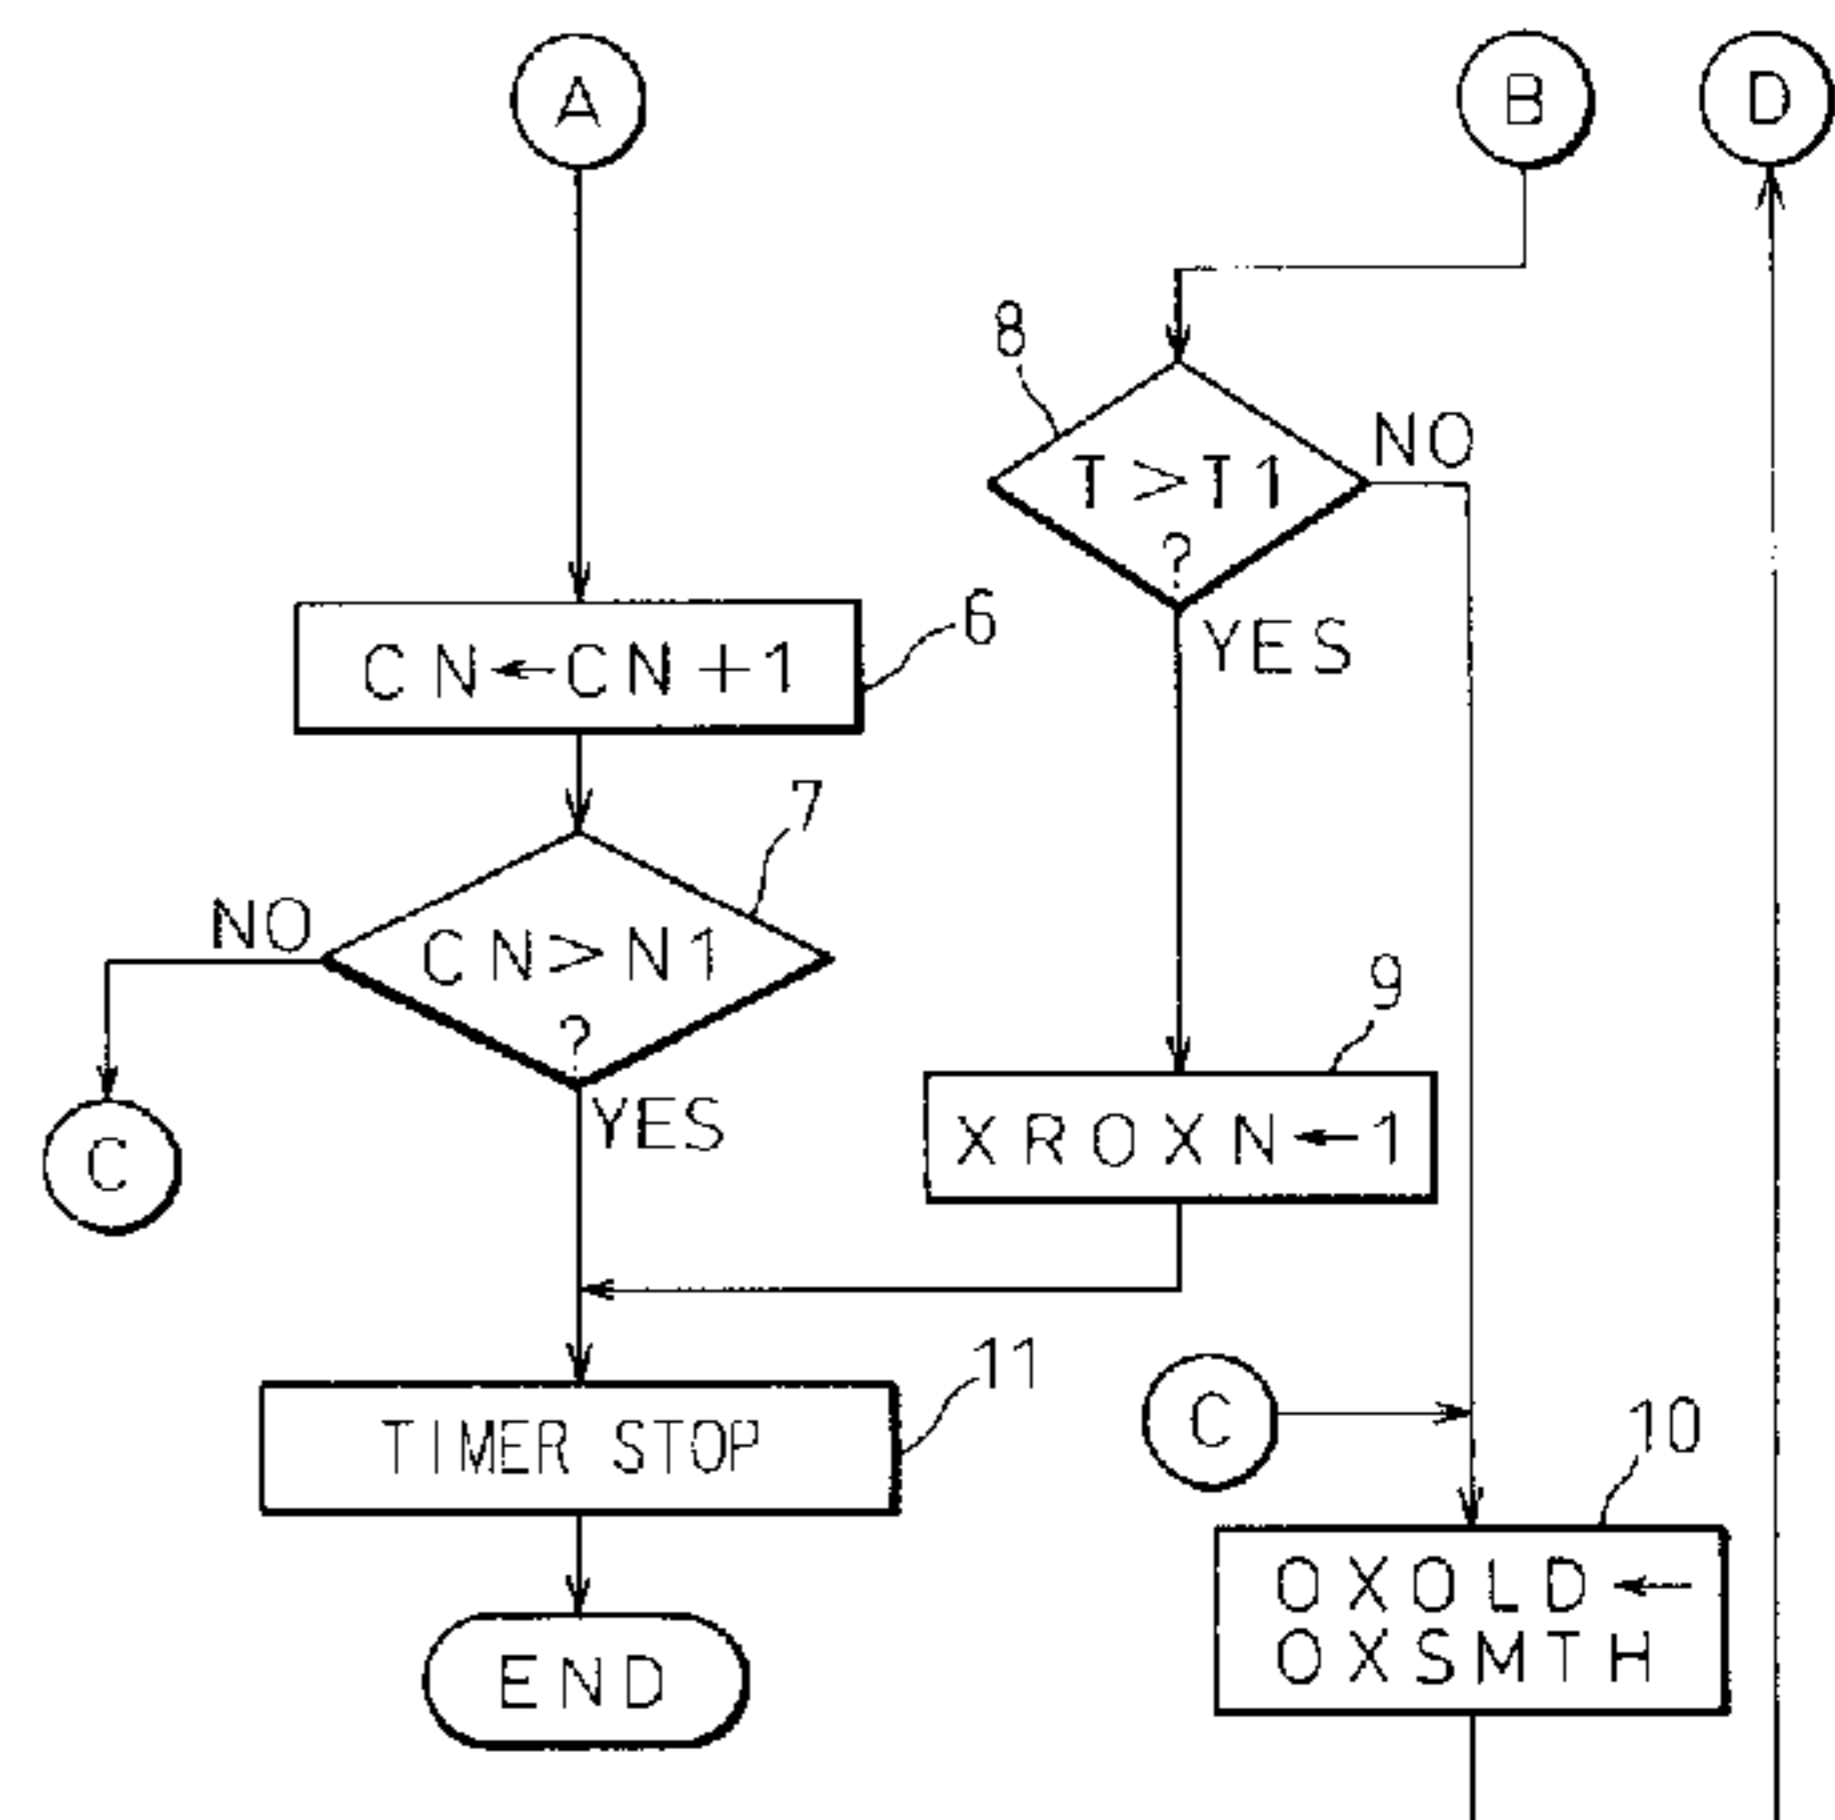 A
B
D
8
T>T1
?
NO
YES
6
CN←CN+1
7
CN>N1
?
NO
YES
C
9
XROXN←1
11
TIMER STOP
C
10
OXOLD←
OXSMTH
END